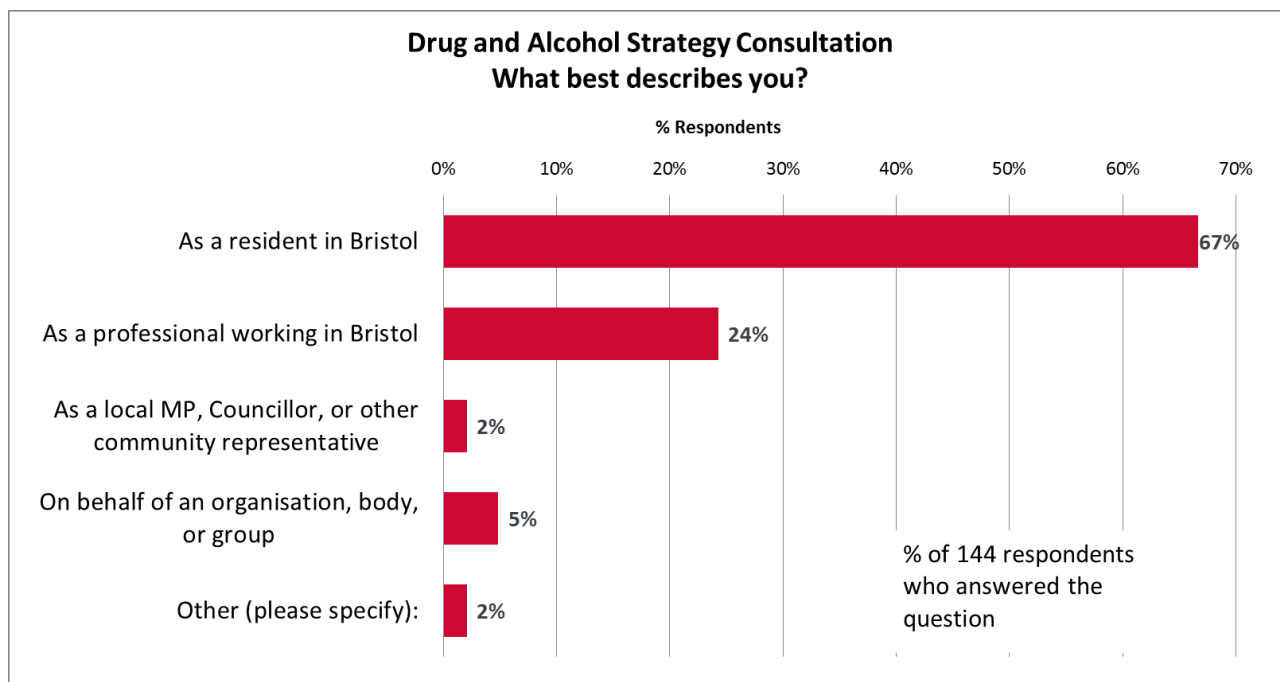 Drug and Alcohol Strategy Consultation
What best describes you?
% Respondents
0% 10% 20% 30% 40% 50% 60% 70%
As a resident in Bristol 67%
As a professional working in Bristol 24%
As a local MP, Councillor, or other
community representative 2%
On behalf of an organisation, body,
or group 5%
Other (please specify): 2%
% of 144 respondents
who answered the
question